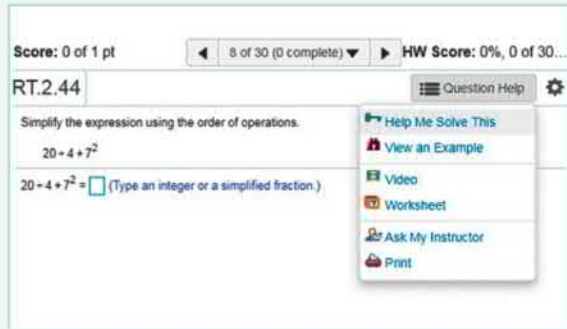 Score: 0 of 1 pt
8 of 30 (0 complete)
HW Score: 0%, 0 of 30...
RT.2.44
Question Help
Simplify the expression using the order of operations.
20 ÷ 4 + 7²
20 ÷ 4 + 7² = (Type an integer or a simplified fraction.)
Help Me Solve This
View an Example
Video
Worksheet
Ask My Instructor
Print